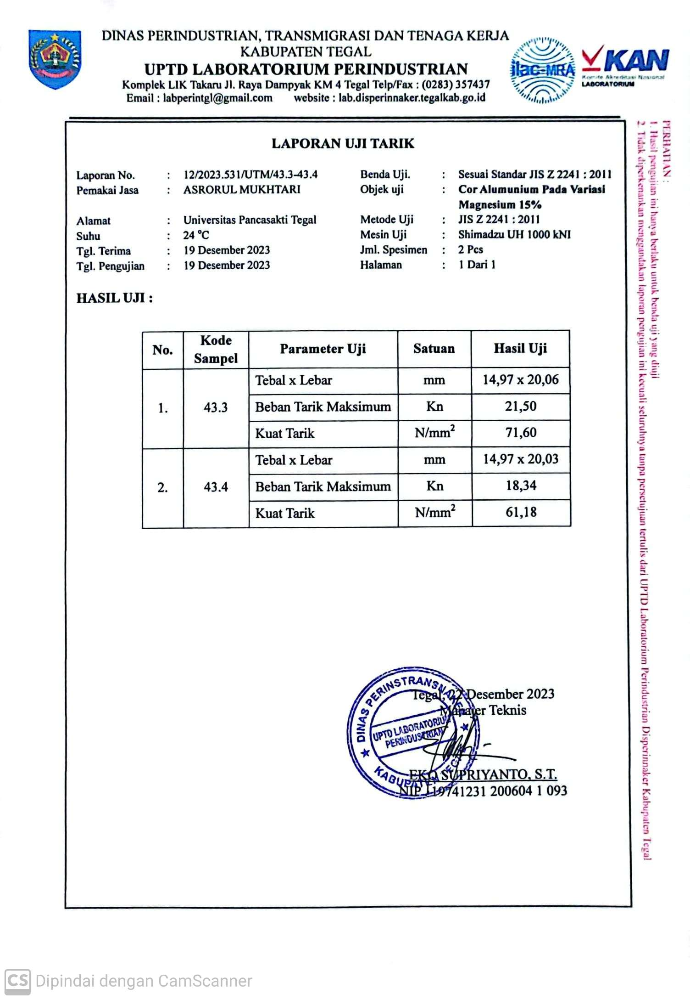 DINAS PERINDUSTRIAN, TRANSMIGRASI DAN TENAGA KERJA
KABUPATEN TEGAL
UPTD LABORATORIUM PERINDUSTRIAN
Komplek LIK Takaru Jl. Raya Dampyak KM 4 Tegal Telp/Fax : (0283) 357437
Email : labperintgl@gmail.com website : lab.disperinnaker.tegalkab.go.id
ilac-MRA
KAN
Komite Akreditasi Nasional
LABORATORIUM
LAPORAN UJI TARIK
Laporan No. : 12/2023.531/UTM/43.3-43.4 Benda Uji. : Sesuai Standar JIS Z 2241 : 2011
Pemakai Jasa : ASRORUL MUKHTARI Objek uji : Cor Alumunium Pada Variasi
Magnesium 15%
Alamat : Universitas Pancasakti Tegal Metode Uji : JIS Z 2241 : 2011
Suhu : 24 °C Mesin Uji : Shimadzu UH 1000 kNI
Tgl. Terima : 19 Desember 2023 Jml. Spesimen : 2 Pcs
Tgl. Pengujian : 19 Desember 2023 Halaman : 1 Dari 1
HASIL UJI :
No. Kode Sampel Parameter Uji Satuan Hasil Uji
1. 43.3 Tebal x Lebar mm 14,97 x 20,06
Beban Tarik Maksimum Kn 21,50
Kuat Tarik N/mm² 71,60
2. 43.4 Tebal x Lebar mm 14,97 x 20,03
Beban Tarik Maksimum Kn 18,34
Kuat Tarik N/mm² 61,18
Tegal, 22 Desember 2023
Manajer Teknis
DINAS PERINSTRANSNAKER
UPTD LABORATORIUM
PERINDUSTRIAN
KABUPATEN TEGAL
EKO SUPRIYANTO, S.T.
NIP 19741231 200604 1 093
PERHATIAN :
1. Hasil pengujian ini hanya berlaku untuk benda uji yang diuji
2. Tidak diperkenankan menggandakan laporan pengujian ini kecuali seluruhnya tanpa persetujuan tertulis dari UPTD Laboratorium Perindustrian Disperinnaker Kabupaten Tegal
CS Dipindai dengan CamScanner